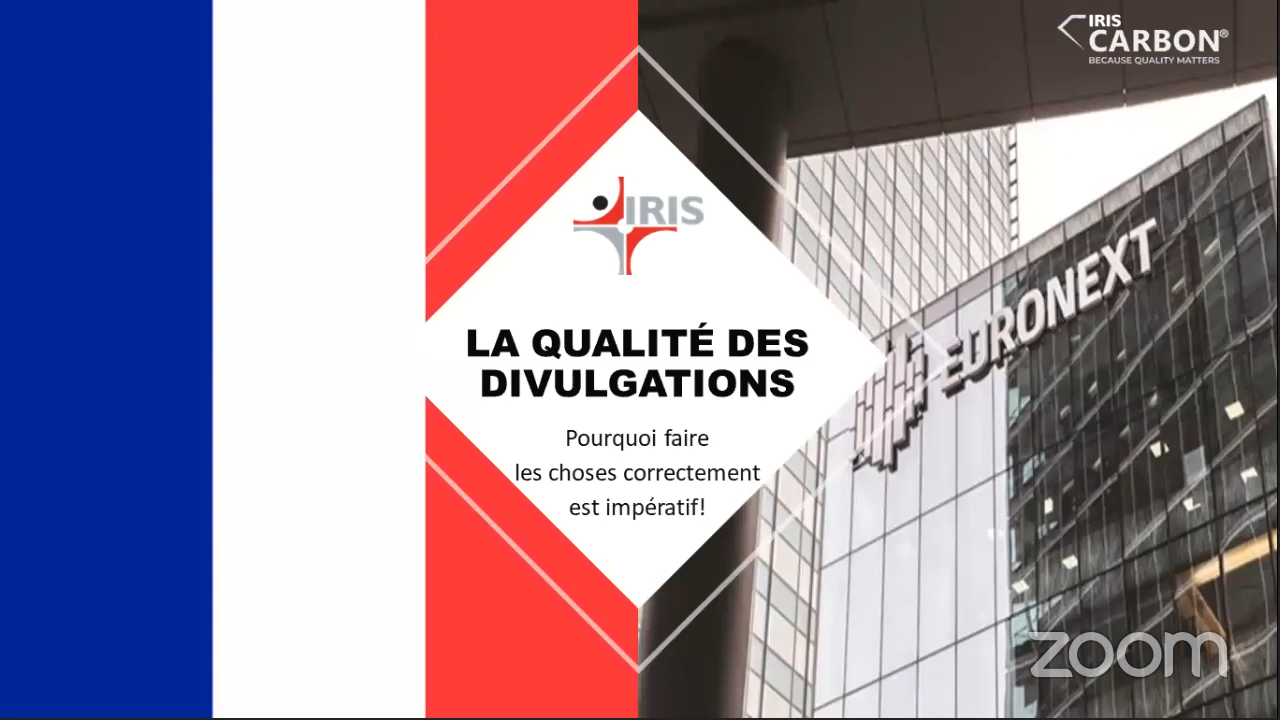 IRIS
CARBON®
BECAUSE QUALITY MATTERS
IRIS
LA QUALITÉ DES
DIVULGATIONS
Pourquoi faire
les choses correctement
est impératif!
EURONEXT
zoom